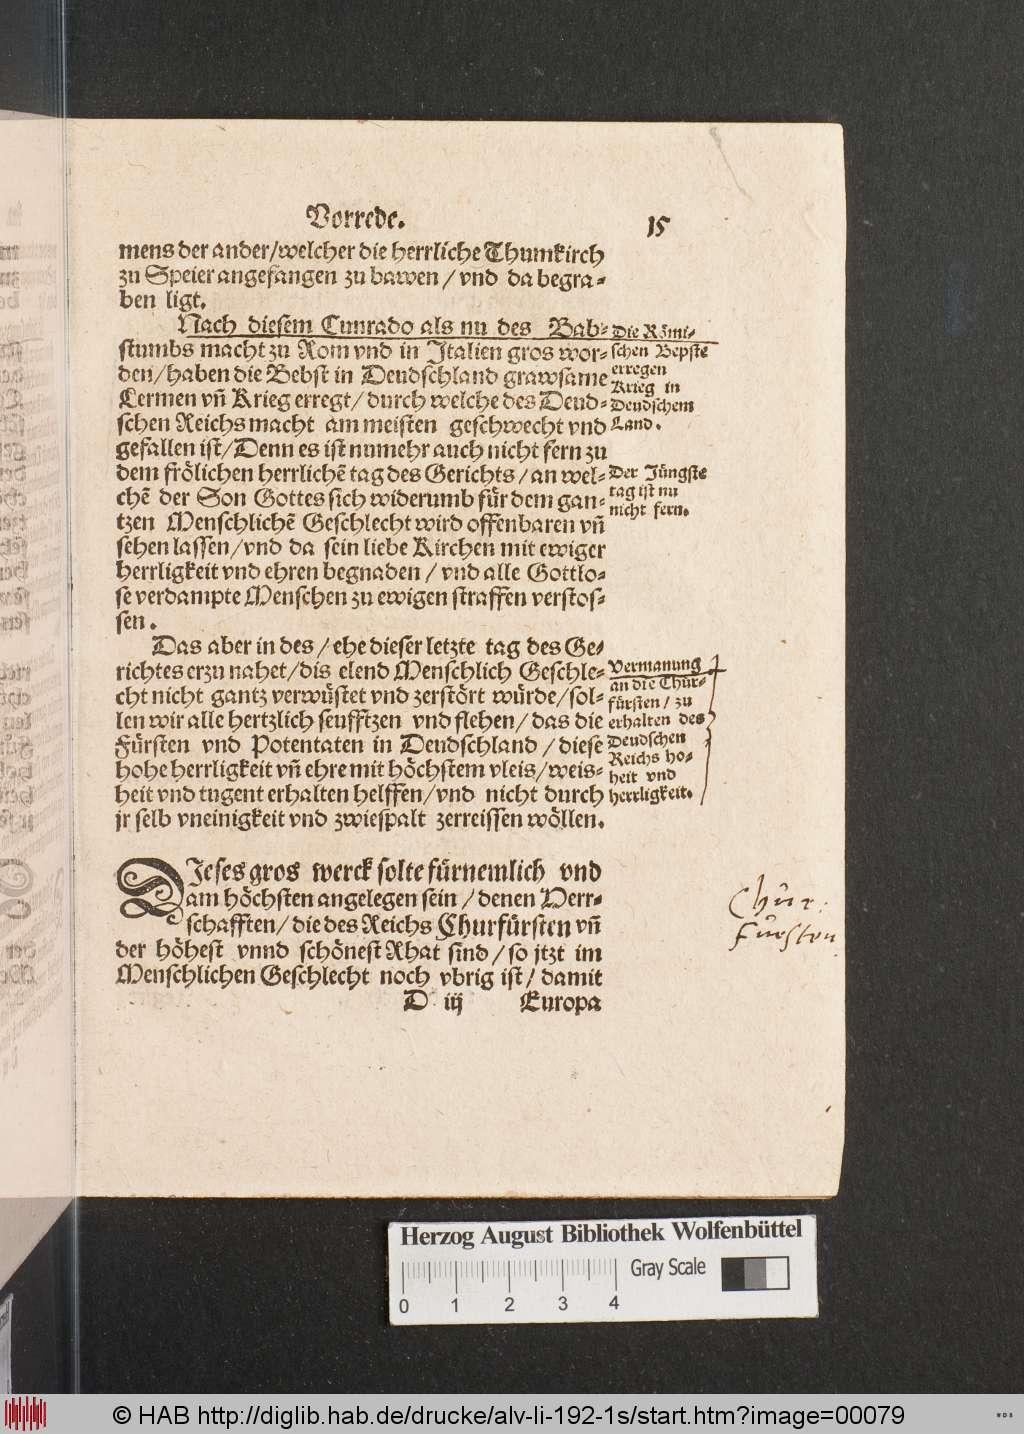 Vorrede. 15
mens der ander/welcher die herrliche Thumkirch
zu Speier angefangen zu bawen / vnd da begra-
ben ligt.
Nach diesem Cunrado als nu des Bab-
stumbs macht zu Rom vnd in Italien gros wor-
den/haben die Bebst in Deudschland grawsame
Lermen vñ Krieg erregt/durch welche des Deud-
schen Reichs macht am meisten geschwecht vnd
gefallen ist/Denn es ist numehr auch nicht fern zu
dem frölichen herrlichẽ tag des Gerichts/an wel-
chẽ der Son Gottes sich widerumb für dem gan-
tzen Menschlichẽ Geschlecht wird offenbaren vñ
sehen lassen/vnd da sein liebe Kirchen mit ewiger
herrligkeit vnd ehren begnaden / vnd alle Gottlo-
se verdampte Menschen zu ewigen straffen verstos-
sen.
Das aber in des / ehe dieser letzte tag des Ge-
richtes erzu nahet/dis elend Menschlich Geschle-
cht nicht gantz verwüstet vnd zerstört würde/sol-
len wir alle hertzlich seufftzen vnd flehen/das die
Fürsten vnd Potentaten in Deudschland / diese
hohe herrligkeit vñ ehre mit höchstem vleis/weis-
heit vnd tugent erhalten helffen/vnd nicht durch
jr selb vneinigkeit vnd zwiespalt zerreissen wöllen.
Die Römi-
schen Bepste
erregen
Krieg in
Deudschem
Land.
Der Jüngste
tag ist nu
nicht fern.
Vermanung
an die Chür-
fürsten / zu
erhalten des
Deudschen
Reichs ho-
heit vnd
herrligkeit.
DIeses gros werck solte fürnemlich vnd
am höchsten angelegen sein / denen Herr-
schafften/ die des Reichs Churfürsten vñ
der höhest vnnd schönest Rhat sind / so jtzt im
Menschlichen Geschlecht noch vbrig ist/ damit
D iij Europa
Chür:
Fürsten
Herzog August Bibliothek Wolfenbüttel
Gray Scale
0 1 2 3 4
© HAB http://diglib.hab.de/drucke/alv-li-192-1s/start.htm?image=00079